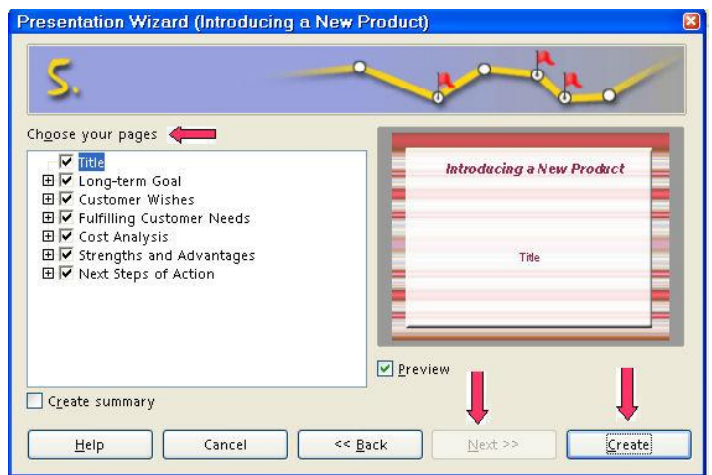 Presentation Wizard (Introducing a New Product)
5.
Choose your pages
Title
Long-term Goal
Customer Wishes
Fulfilling Customer Needs
Cost Analysis
Strengths and Advantages
Next Steps of Action
Introducing a New Product
Title
Preview
Create summary
Help
Cancel
<< Back
Next >>
Create